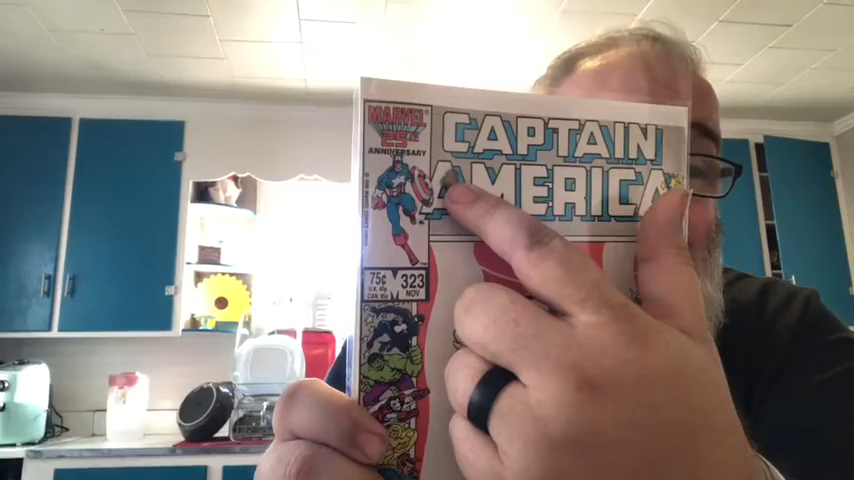 MARVEL
25TH
ANNIVERSARY
CAPTAIN
AMERICA
75¢
323
NOV